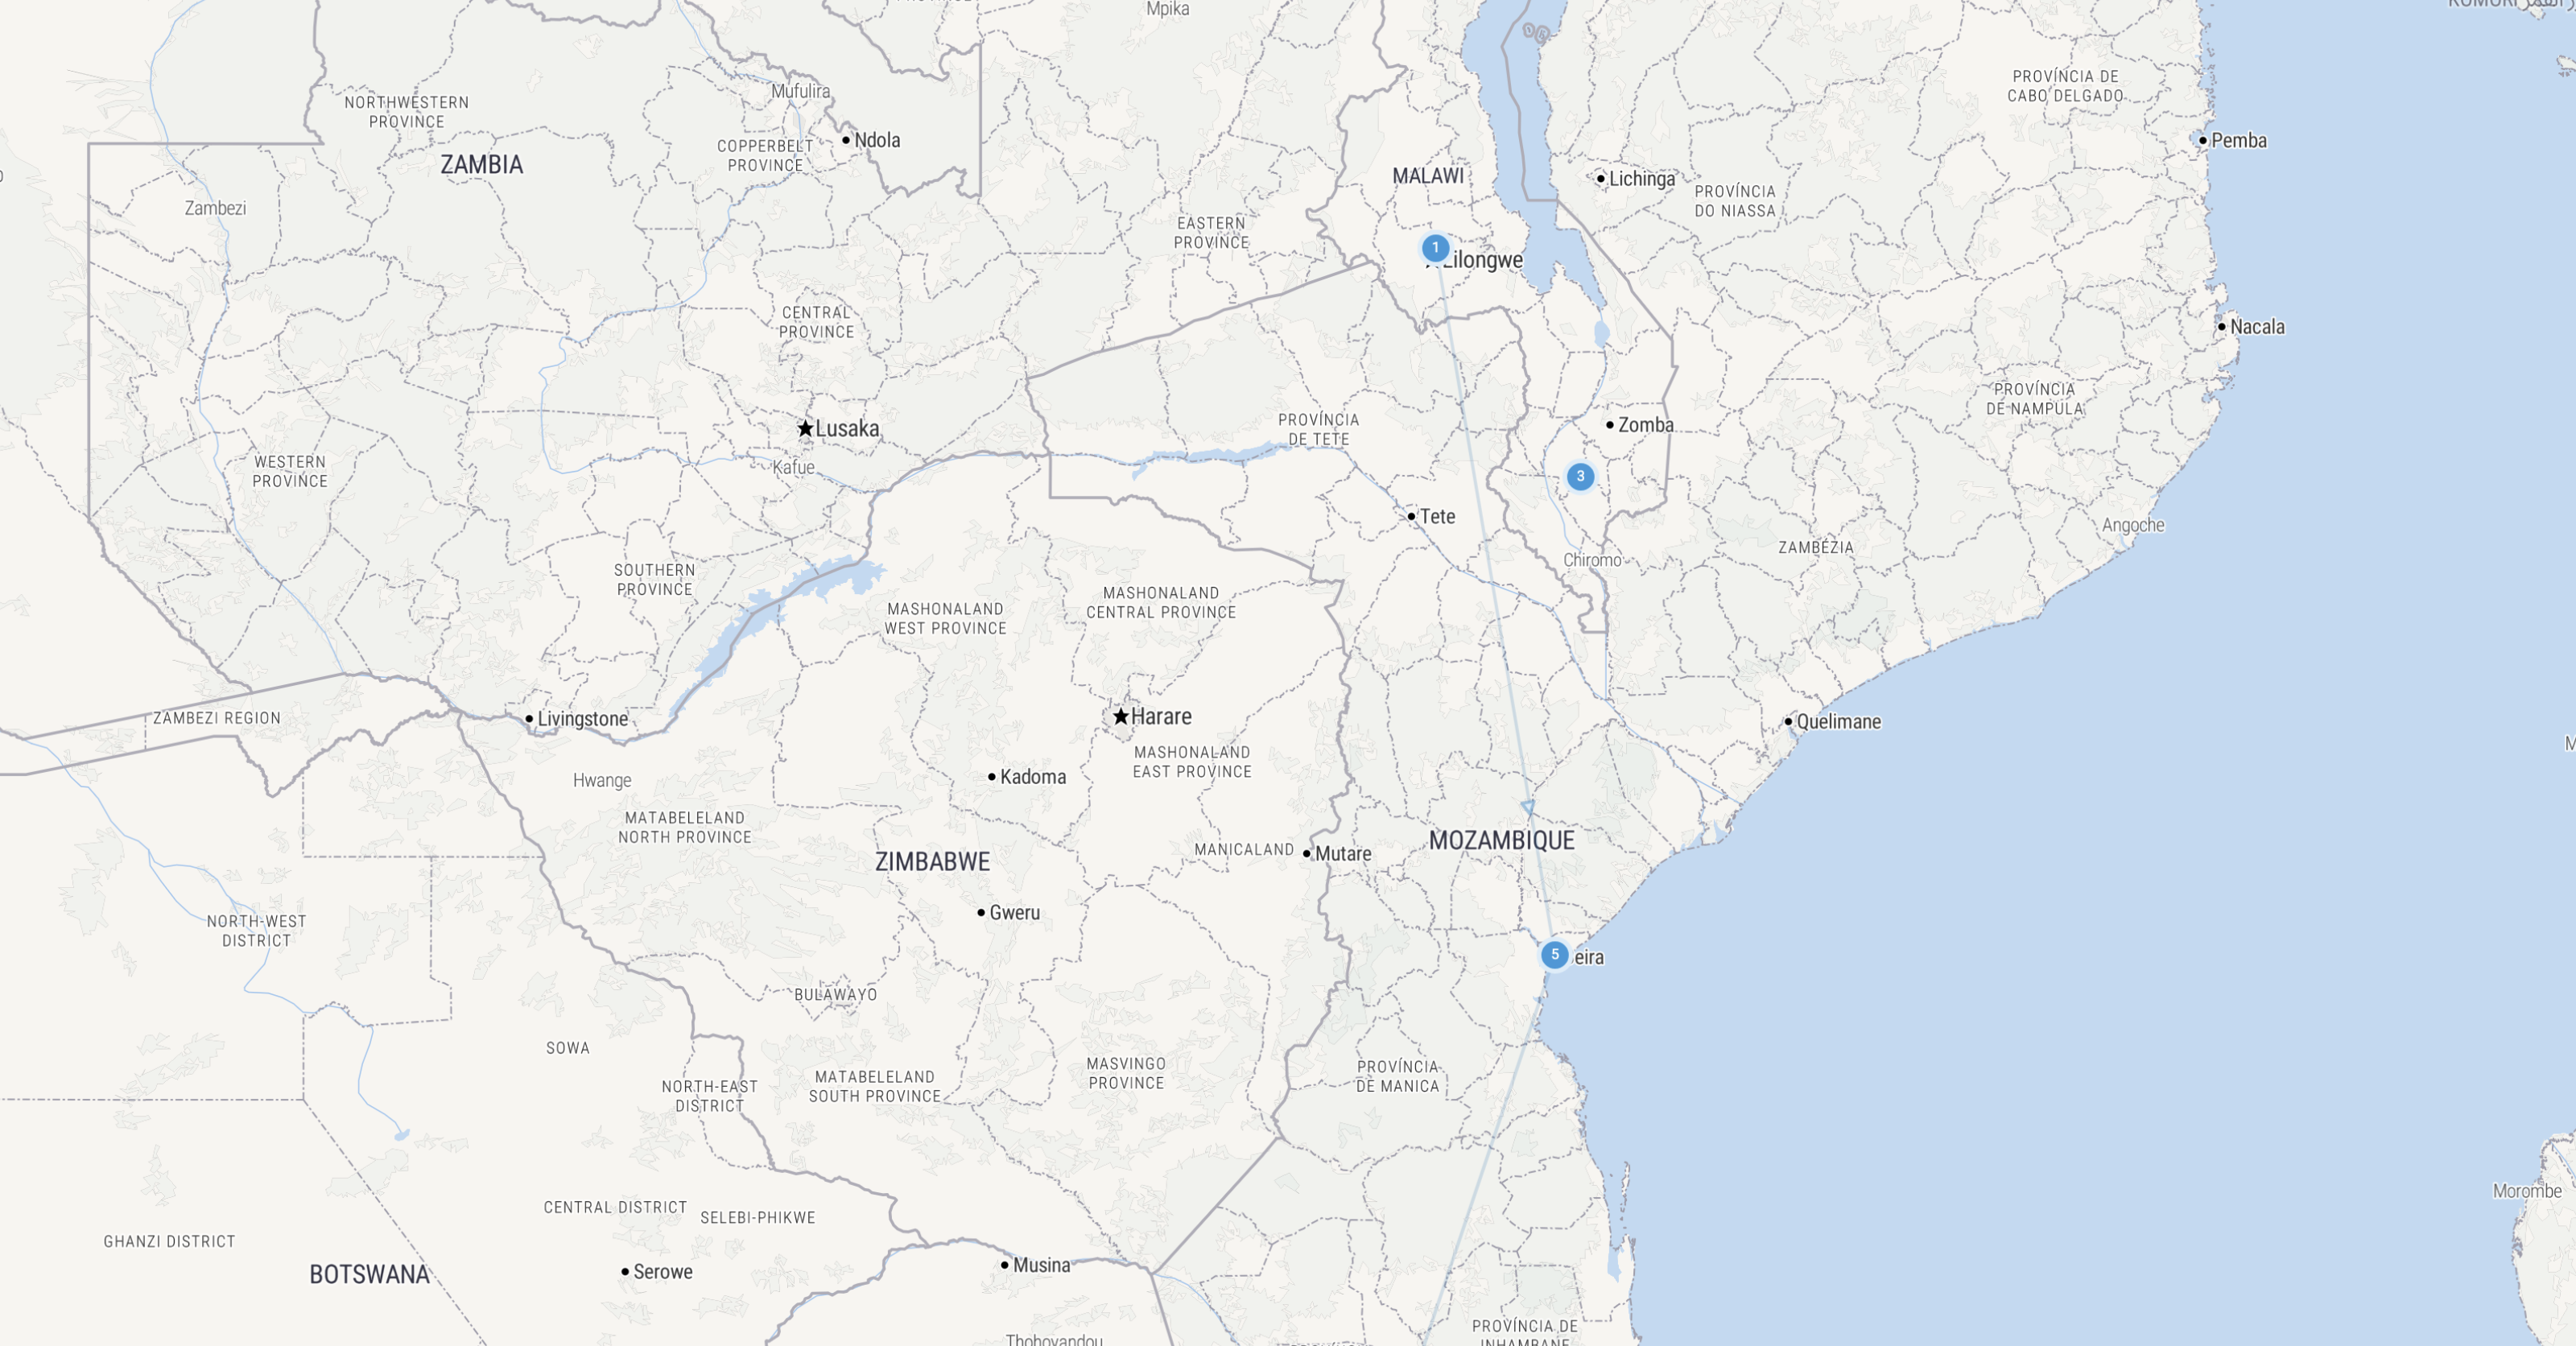 Mpika
NORTHWESTERN
PROVINCE
ZAMBIA
Mufulira
COPPERBELT
PROVINCE
Ndola
PROVÍNCIA DE
CABO DELGADO
Pemba
MALAWI
Lichinga
PROVÍNCIA
DO NIASSA
Zambezi
EASTERN
PROVINCE
1
Lilongwe
CENTRAL
PROVINCE
Nacala
PROVÍNCIA
DE NAMPULA
PROVÍNCIA
DE TETE
Lusaka
Kafue
Zomba
WESTERN
PROVINCE
3
Tete
Angoche
ZAMBÉZIA
Chiromo
SOUTHERN
PROVINCE
MASHONALAND
WEST PROVINCE
MASHONALAND
CENTRAL PROVINCE
ZAMBEZI REGION
Livingstone
Harare
Quelimane
MASHONALAND
EAST PROVINCE
Hwange
Kadoma
MATABELELAND
NORTH PROVINCE
ZIMBABWE
MANICALAND
Mutare
MOZAMBIQUE
Gweru
NORTH-WEST
DISTRICT
5
eira
BULAWAYO
SOWA
NORTH-EAST
DISTRICT
MATABELELAND
SOUTH PROVINCE
MASVINGO
PROVINCE
PROVÍNCIA
DE MANICA
Morombe
CENTRAL DISTRICT
SELEBI-PHIKWE
GHANZI DISTRICT
BOTSWANA
Serowe
Musina
PROVÍNCIA DE
INHAMBANE
Thohoyandou